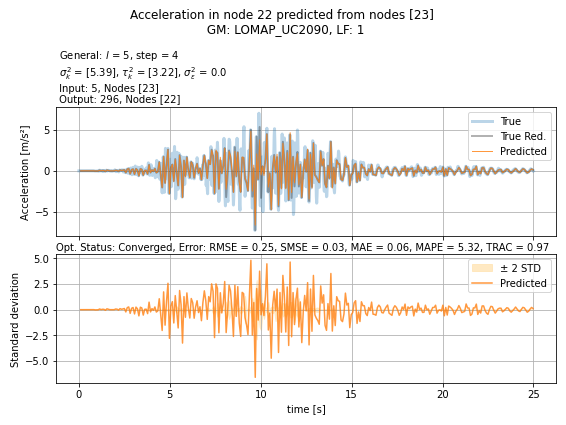 Acceleration in node 22 predicted from nodes [23]
GM: LOMAP_UC2090, LF: 1
General: l = 5, step = 4
σ²ₖ = [5.39], τ²ₖ = [3.22], σ²_ε = 0.0
Input: 5, Nodes [23]
Output: 296, Nodes [22]
Acceleration [m/s²]
5
0
−5
True
True Red.
Predicted
Opt. Status: Converged, Error: RMSE = 0.25, SMSE = 0.03, MAE = 0.06, MAPE = 5.32, TRAC = 0.97
Standard deviation
5.0
2.5
0.0
−2.5
−5.0
± 2 STD
Predicted
0 5 10 15 20 25
time [s]